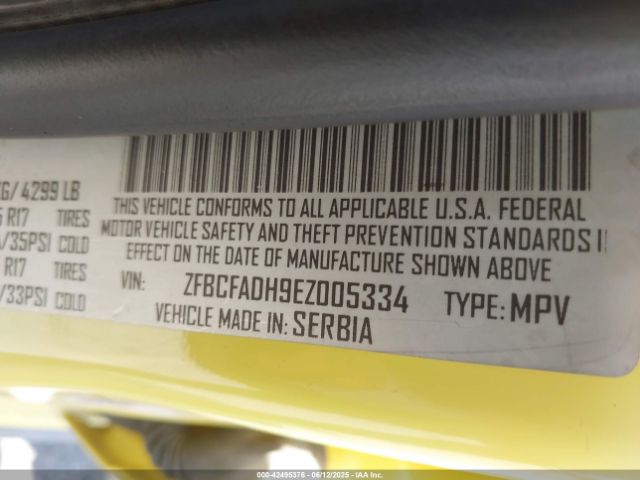 G/ 4299 LB
R17 TIRES
/35PSI COLD
R17 TIRES
/33PSI COLD
THIS VEHICLE CONFORMS TO ALL APPLICABLE U.S.A. FEDERAL
MOTOR VEHICLE SAFETY AND THEFT PREVENTION STANDARDS I
EFFECT ON THE DATE OF MANUFACTURE SHOWN ABOVE
VIN: ZFBCFADH9EZ005334 TYPE: MPV
VEHICLE MADE IN: SERBIA
000-42495376 - 06/12/2025 - IAA Inc.